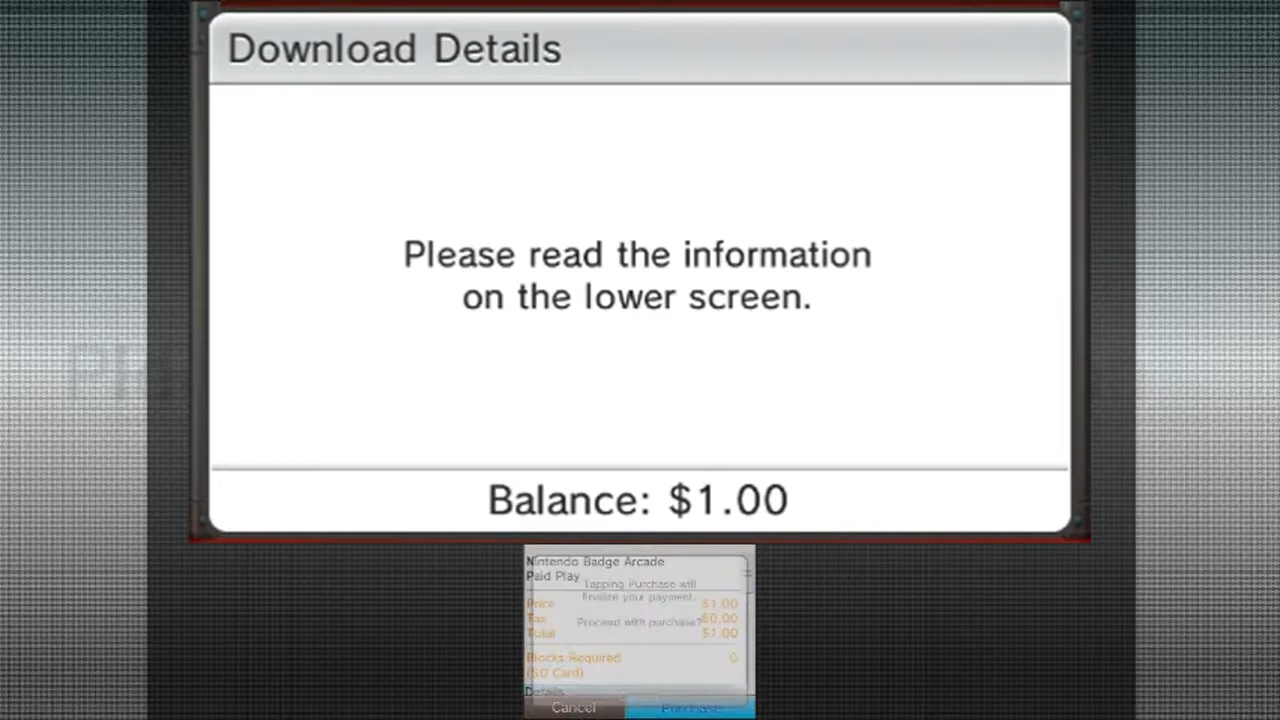 Download Details
Please read the information
on the lower screen.
Balance: $1.00
Nintendo Badge Arcade
Paid Play
Tapping Purchase will
finalize your payment.
Price $1.00
Tax $0.00
Proceed with purchase?
Total $1.00
Blocks Required 0
(SD Card)
Details
Cancel Purchase